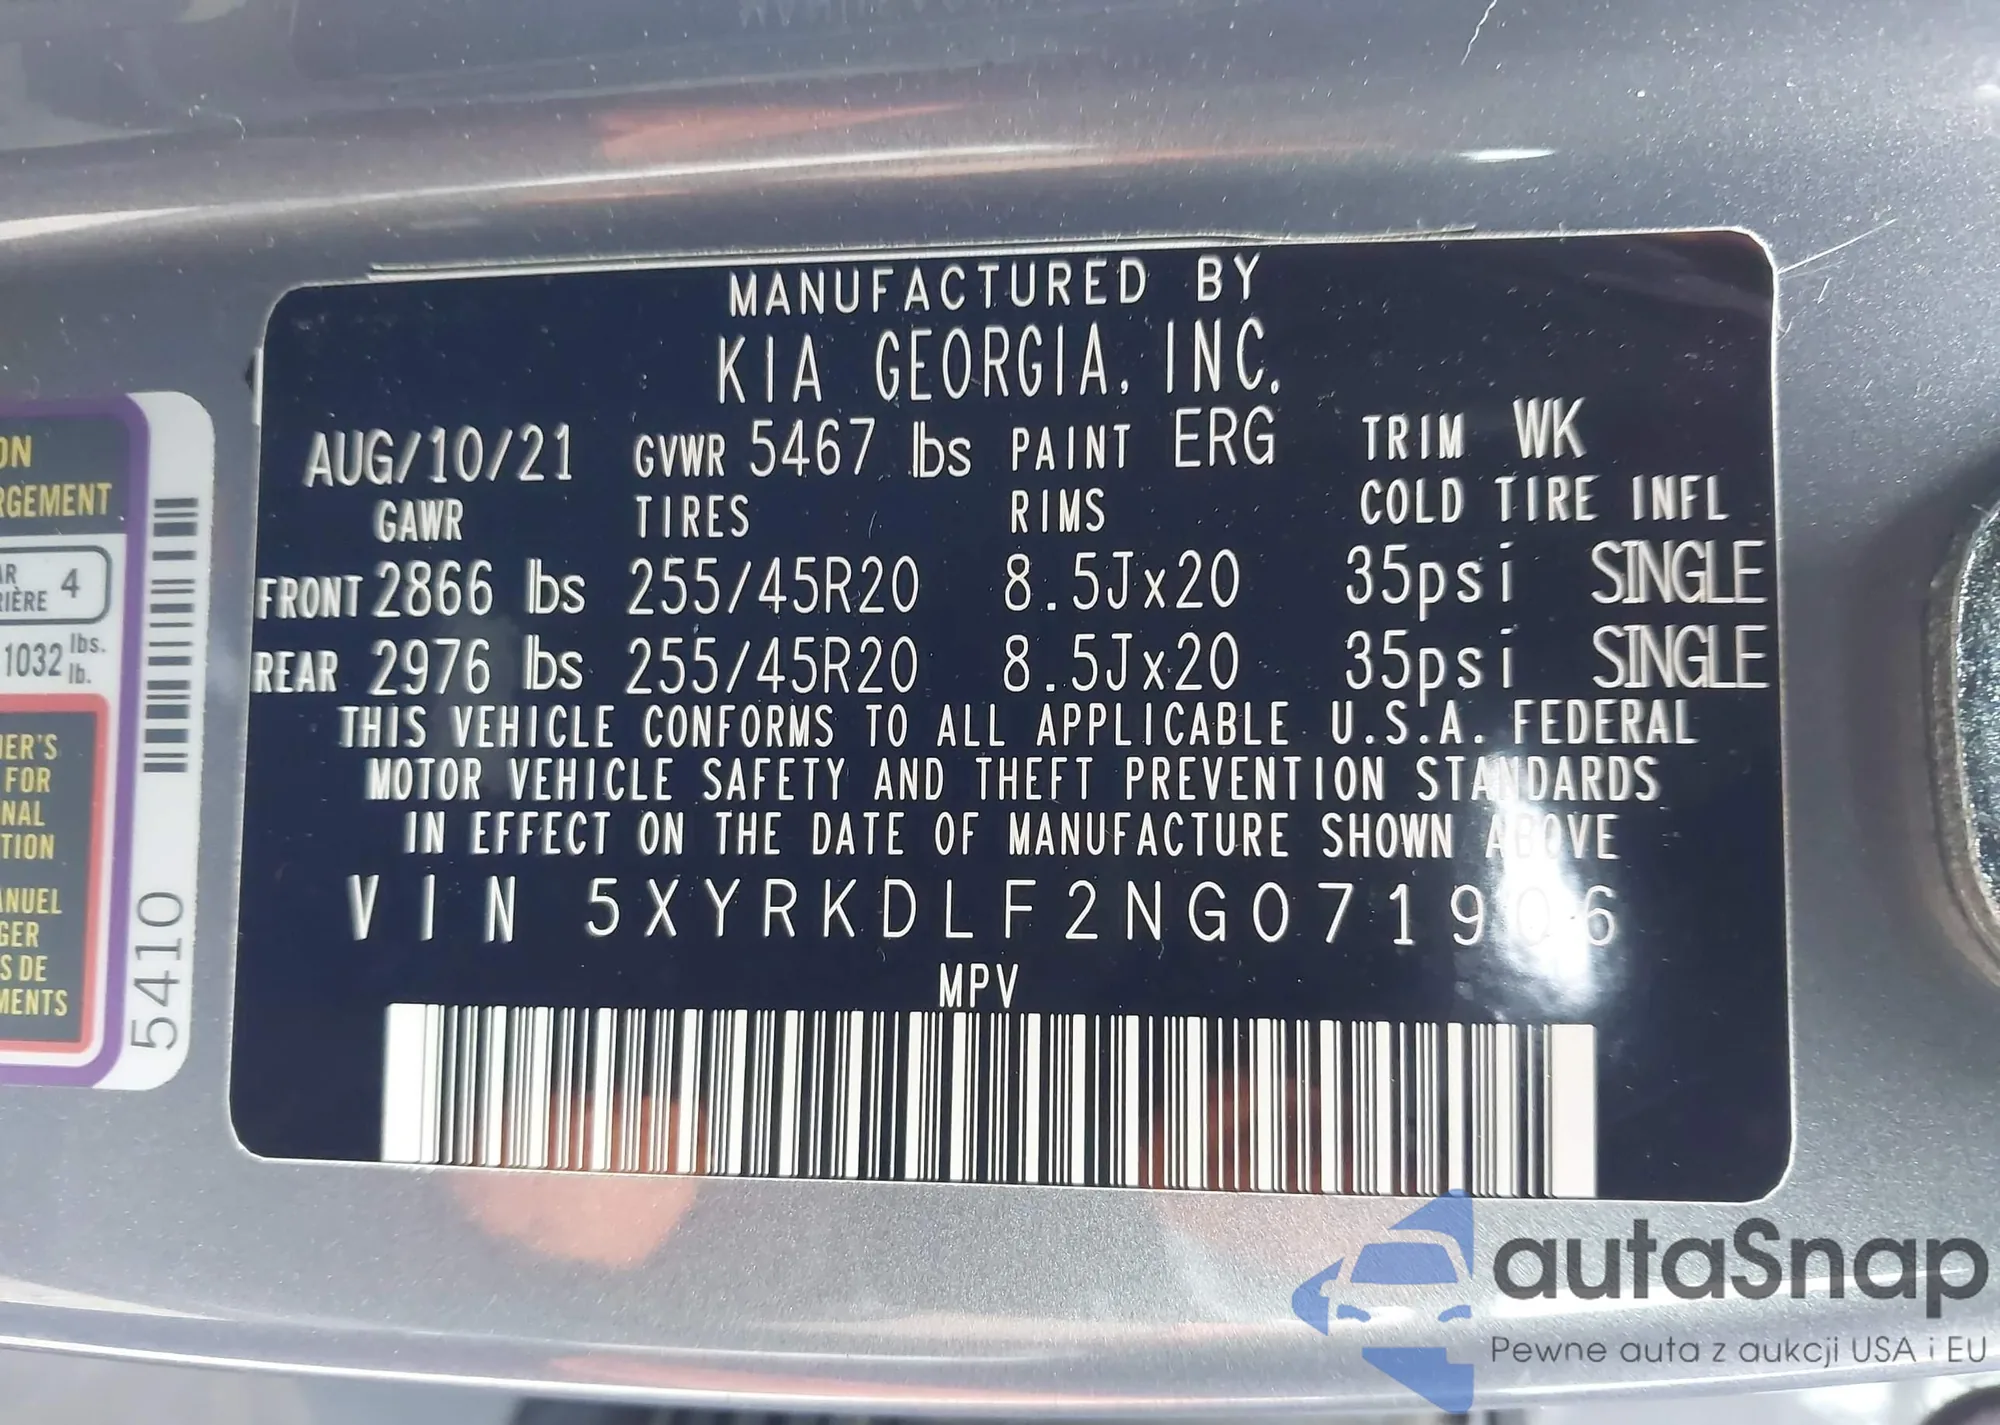 MANUFACTURED BY
KIA GEORGIA, INC.
AUG/10/21 GVWR 5467 lbs PAINT ERG TRIM WK
GAWR TIRES RIMS COLD TIRE INFL
FRONT 2866 lbs 255/45R20 8.5Jx20 35psi SINGLE
REAR 2976 lbs 255/45R20 8.5Jx20 35psi SINGLE
THIS VEHICLE CONFORMS TO ALL APPLICABLE U.S.A. FEDERAL
MOTOR VEHICLE SAFETY AND THEFT PREVENTION STANDARDS
IN EFFECT ON THE DATE OF MANUFACTURE SHOWN ABOVE
VIN 5XYRKDLF2NG071906
MPV
4
1032 lbs.
lb.
FOR
S DE
5410
autaSnap
Pewne auta z aukcji USA i EU